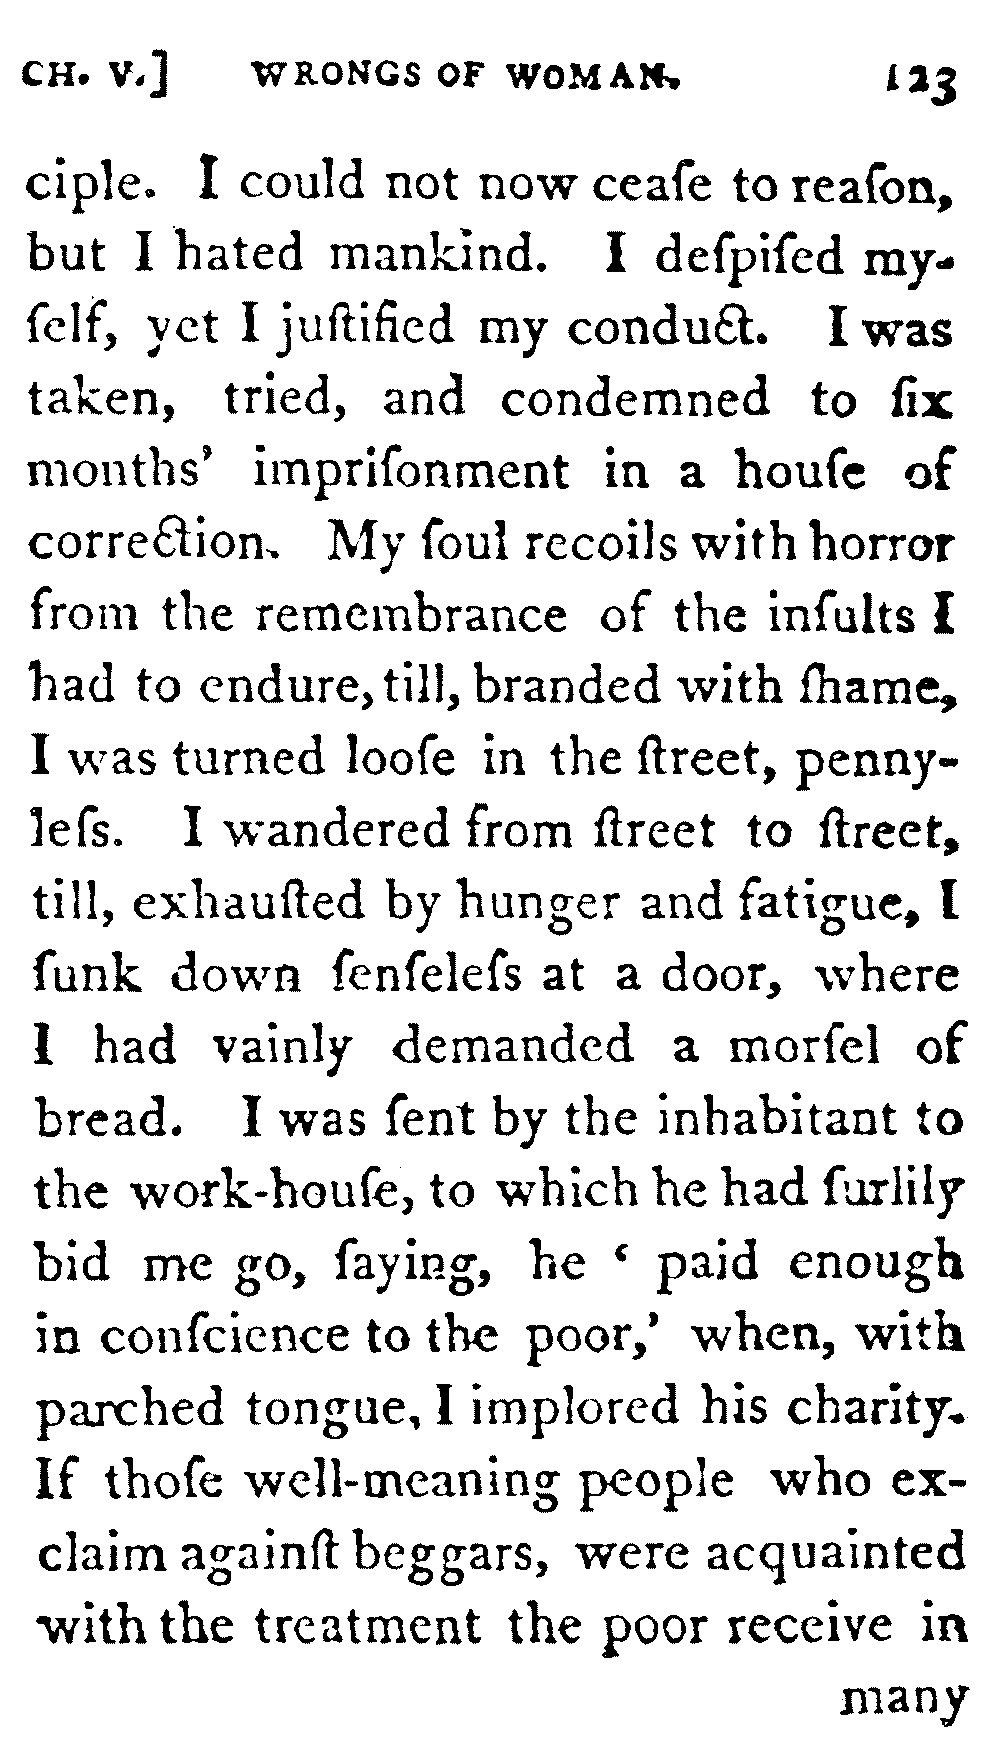 CH. V.] WRONGS OF WOMAN. 123
ciple. I could not now ceaſe to reaſon,
but I hated mankind. I deſpiſed my-
ſelf, yet I juſtified my conduct. I was
taken, tried, and condemned to ſix
months' impriſonment in a houſe of
correction. My ſoul recoils with horror
from the remembrance of the inſults I
had to endure, till, branded with ſhame,
I was turned looſe in the ſtreet, penny-
leſs. I wandered from ſtreet to ſtreet,
till, exhauſted by hunger and fatigue, I
ſunk down ſenſeleſs at a door, where
I had vainly demanded a morſel of
bread. I was ſent by the inhabitant to
the work-houſe, to which he had ſurlily
bid me go, ſaying, he ‘ paid enough
in conſcience to the poor,’ when, with
parched tongue, I implored his charity.
If thoſe well-meaning people who ex-
claim againſt beggars, were acquainted
with the treatment the poor receive in
many